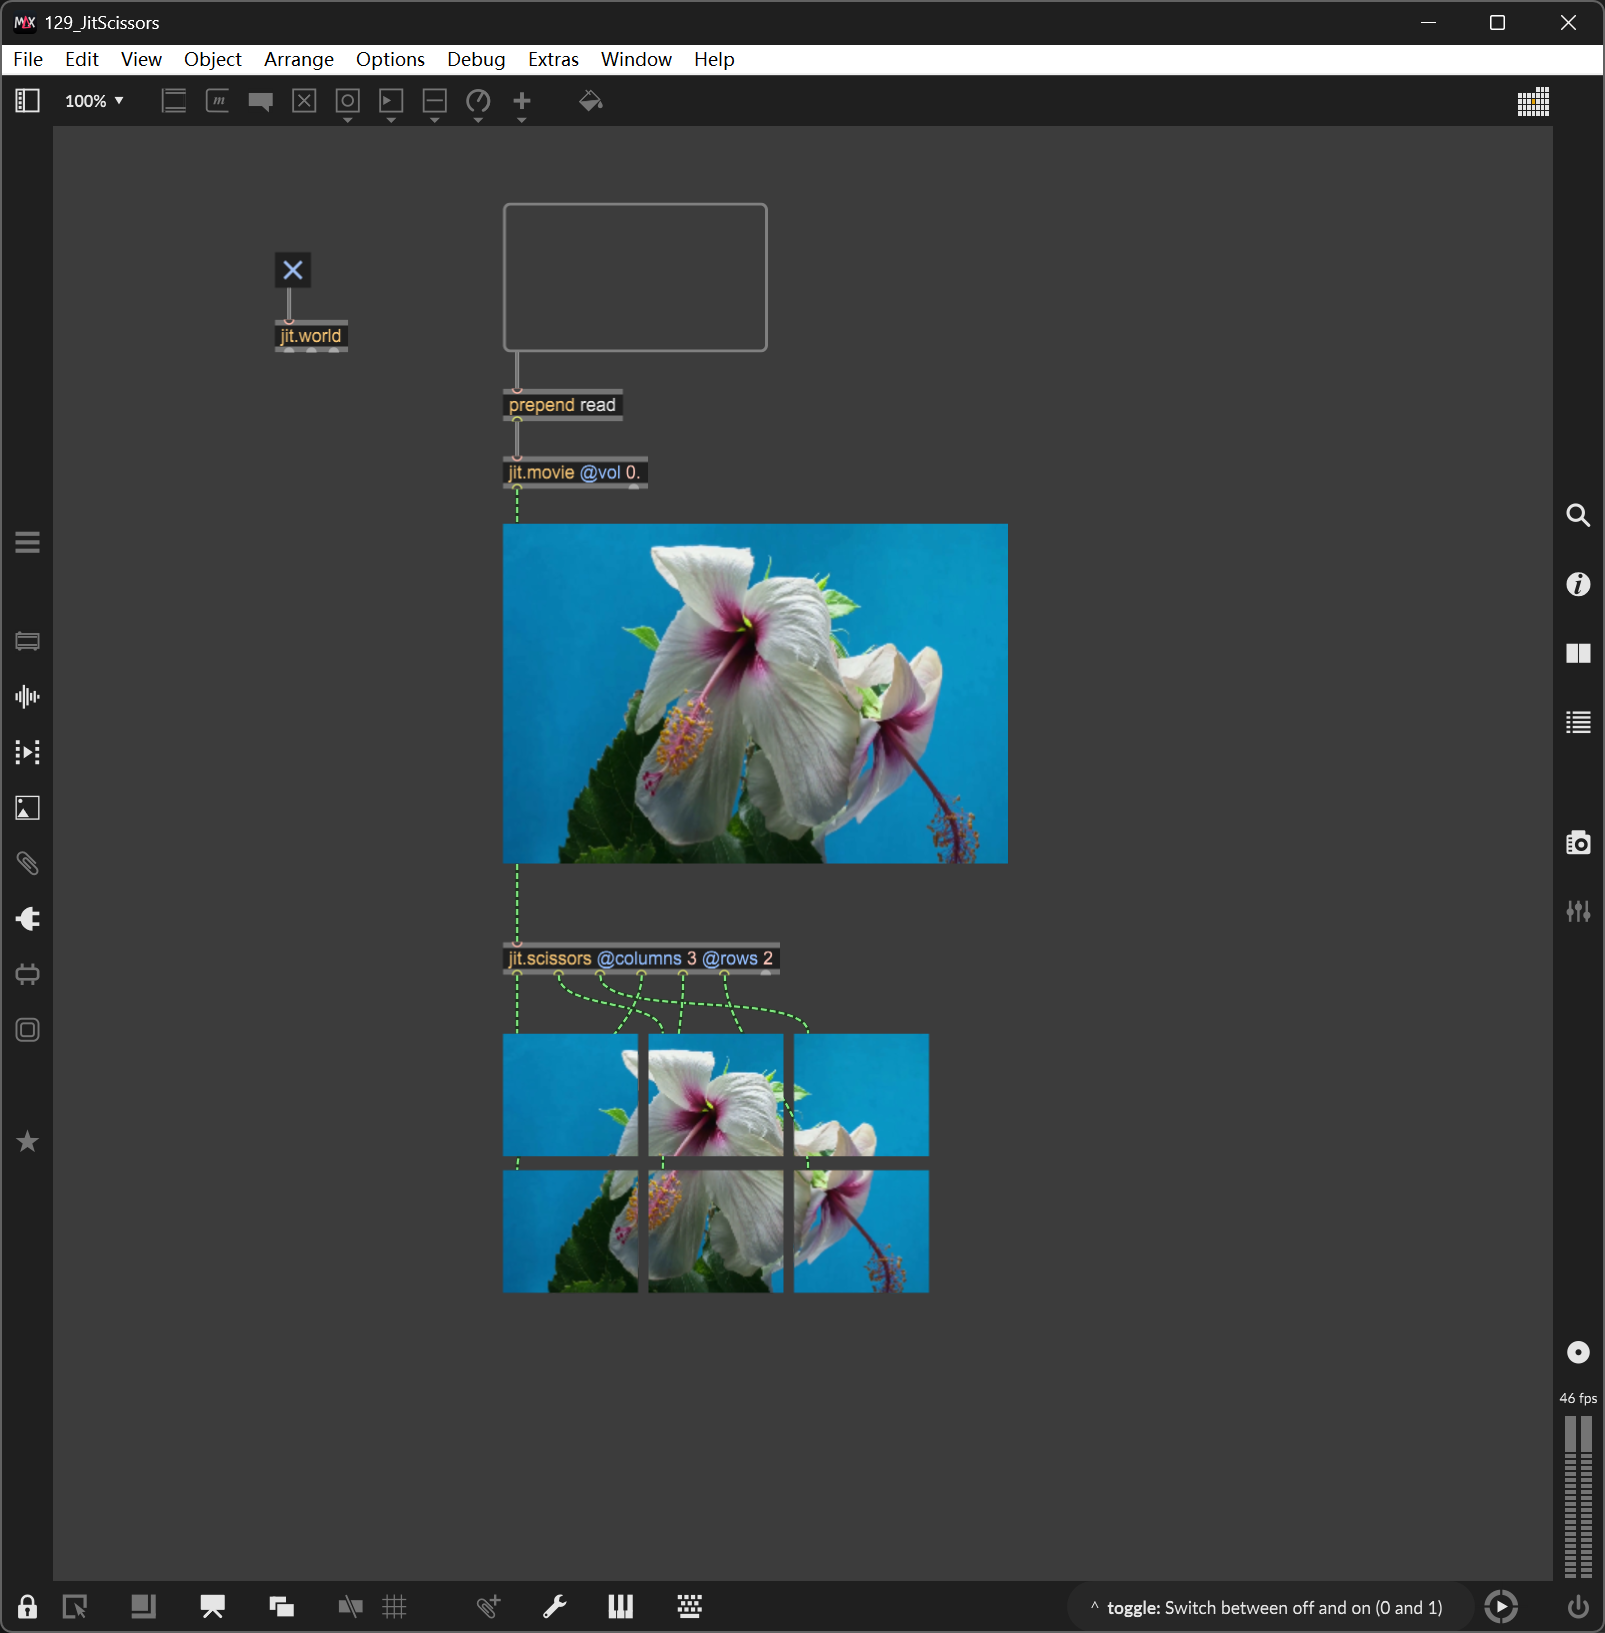 MAX 129_JitScissors
File Edit View Object Arrange Options Debug Extras Window Help
100%
m
jit.world
prepend read
jit.movie @vol 0.
jit.scissors @columns 3 @rows 2
46 fps
^ toggle: Switch between off and on (0 and 1)